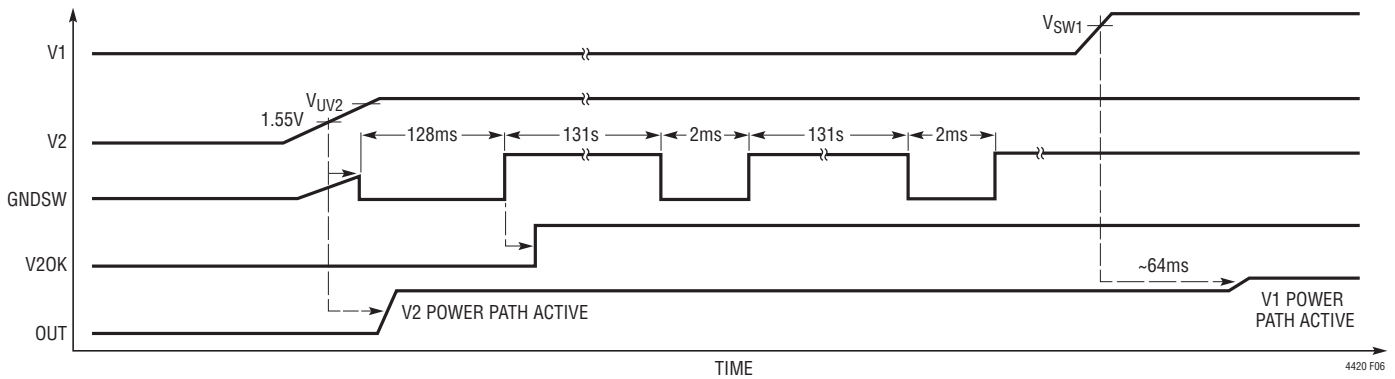 V1
VSW1
VUV2
1.55V
V2
128ms 131s 2ms 131s 2ms
GNDSW
V2OK
~64ms
V2 POWER PATH ACTIVE
V1 POWER
PATH ACTIVE
OUT
TIME
4420 F06